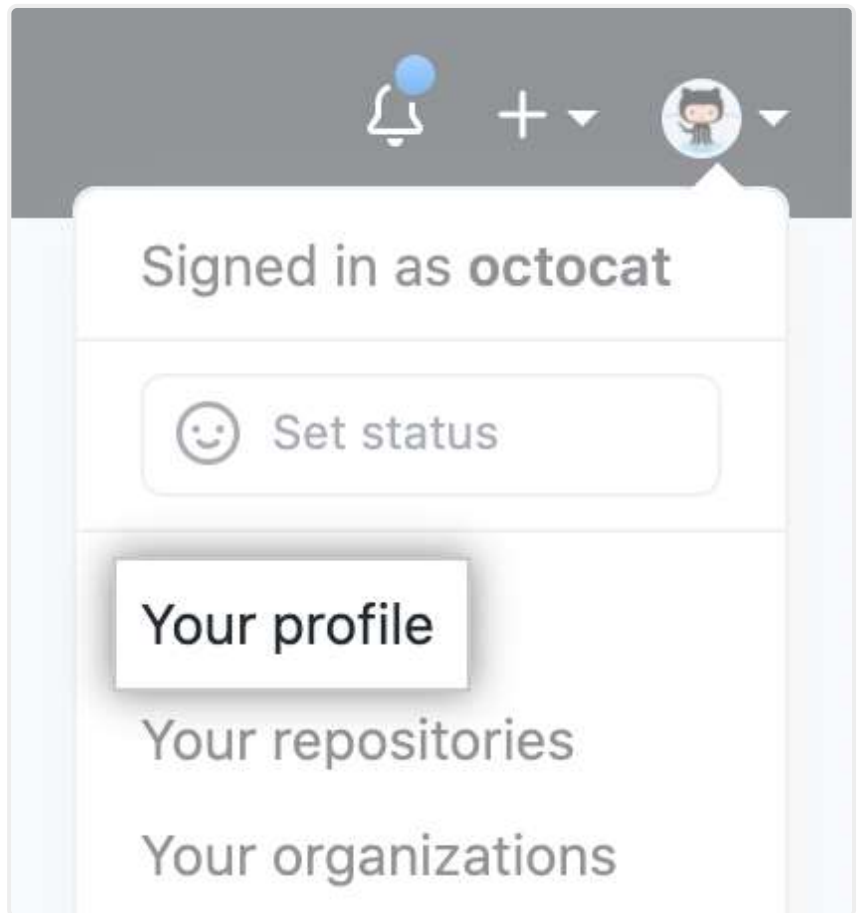 Signed in as octocat
Set status
Your profile
Your repositories
Your organizations